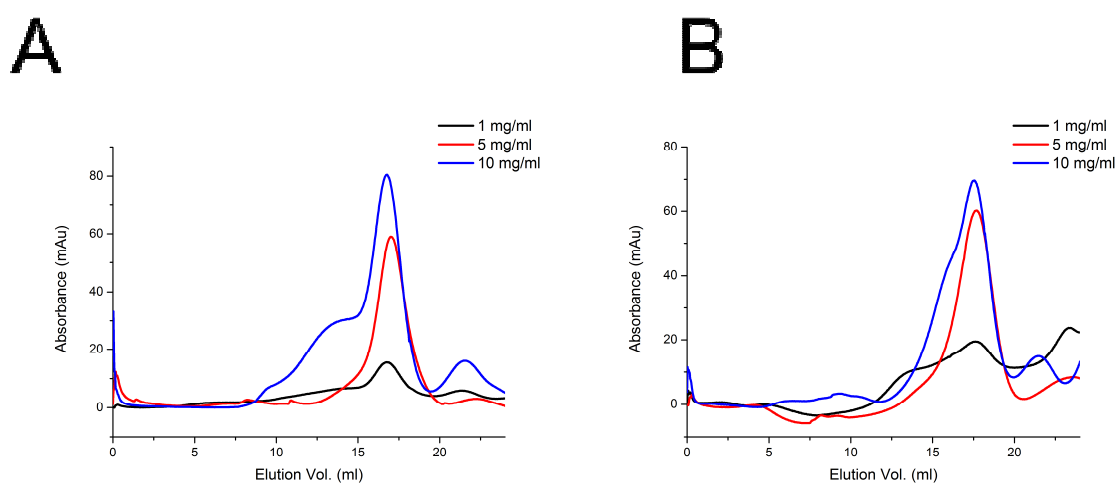 A
1 mg/ml
5 mg/ml
10 mg/ml
80
60
40
20
0
0 5 10 15 20
Absorbance (mAu)
Elution Vol. (ml)
B
1 mg/ml
5 mg/ml
10 mg/ml
80
60
40
20
0
0 5 10 15 20
Absorbance (mAu)
Elution Vol. (ml)